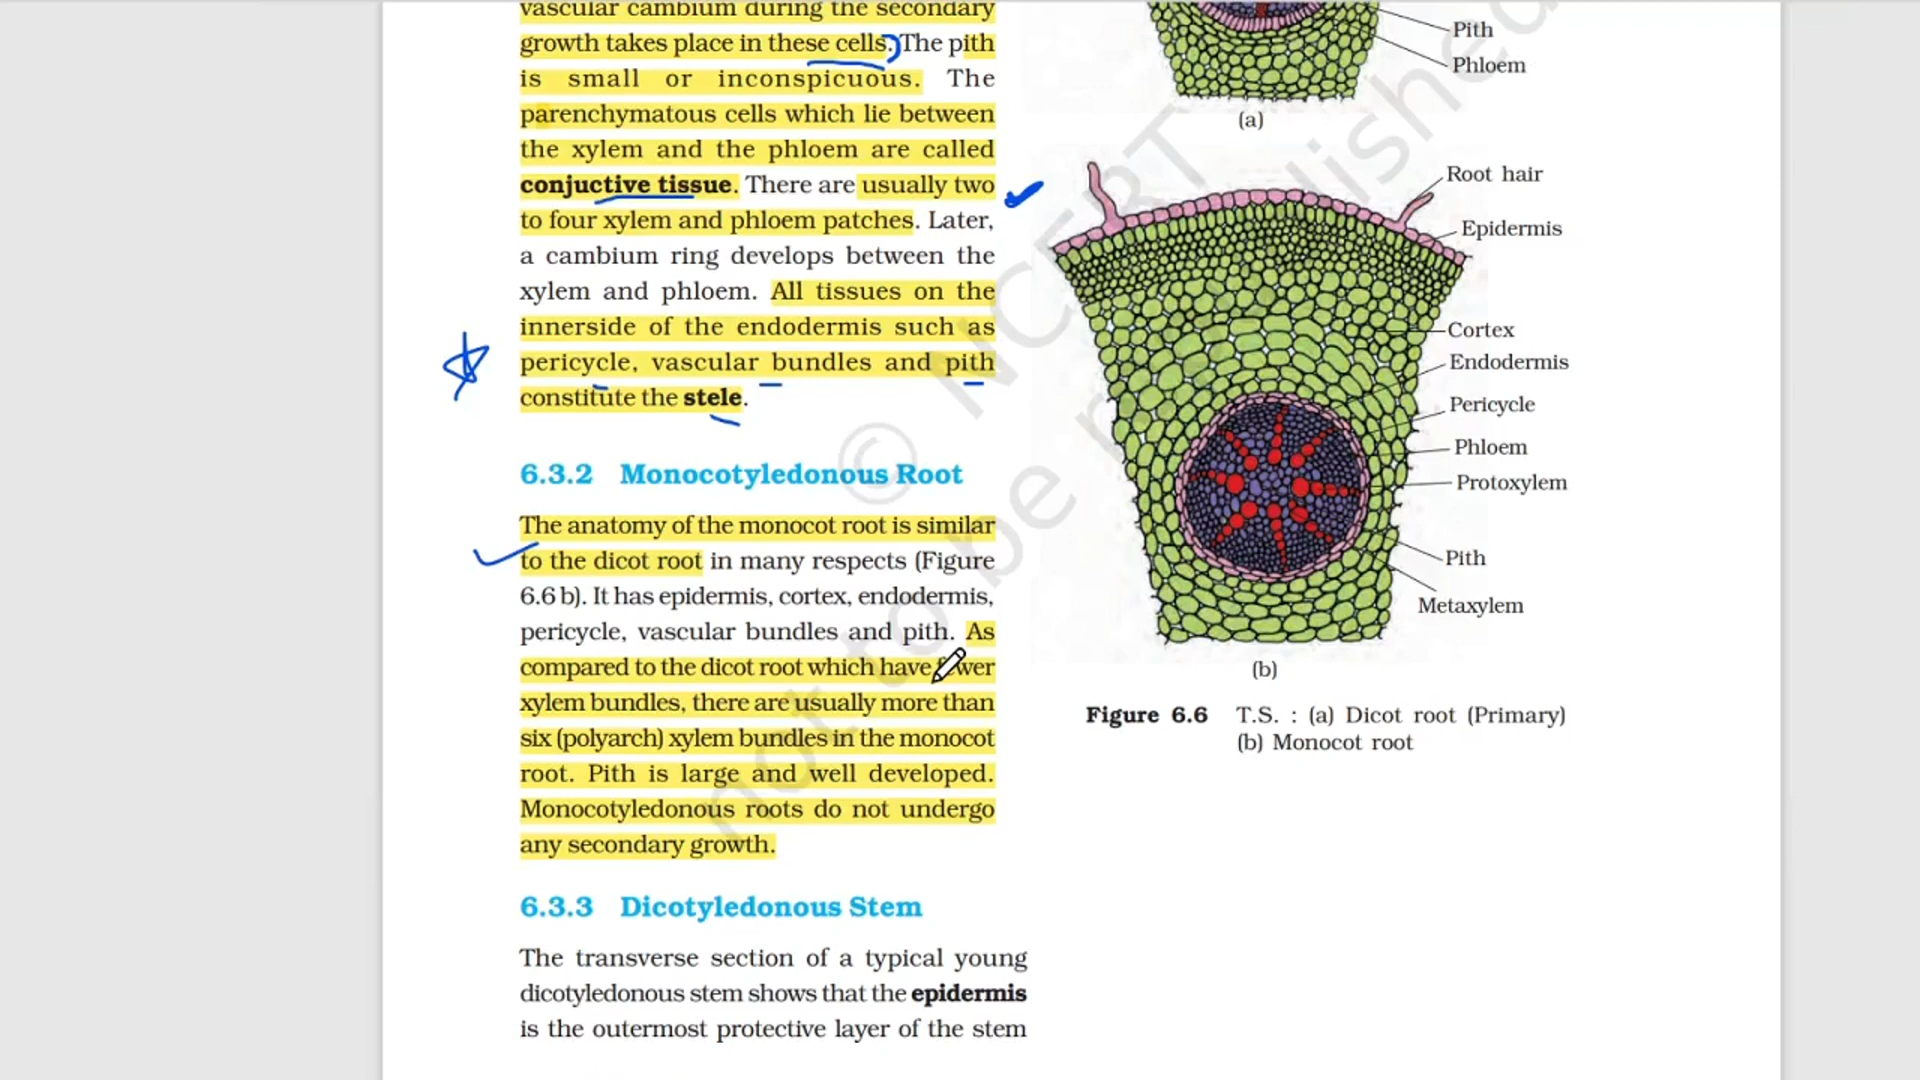 vascular cambium during the secondary
growth takes place in these cells. The pith
is small or inconspicuous. The
parenchymatous cells which lie between
the xylem and the phloem are called
conjuctive tissue. There are usually two
to four xylem and phloem patches. Later,
a cambium ring develops between the
xylem and phloem. All tissues on the
innerside of the endodermis such as
pericycle, vascular bundles and pith
constitute the stele.
6.3.2 Monocotyledonous Root
The anatomy of the monocot root is similar
to the dicot root in many respects (Figure
6.6 b). It has epidermis, cortex, endodermis,
pericycle, vascular bundles and pith. As
compared to the dicot root which have fewer
xylem bundles, there are usually more than
six (polyarch) xylem bundles in the monocot
root. Pith is large and well developed.
Monocotyledonous roots do not undergo
any secondary growth.
6.3.3 Dicotyledonous Stem
The transverse section of a typical young
dicotyledonous stem shows that the epidermis
is the outermost protective layer of the stem
Pith
Phloem
(a)
Root hair
Epidermis
Cortex
Endodermis
Pericycle
Phloem
Protoxylem
Pith
Metaxylem
(b)
Figure 6.6 T.S. : (a) Dicot root (Primary)
(b) Monocot root
© NCERT
not to be republished